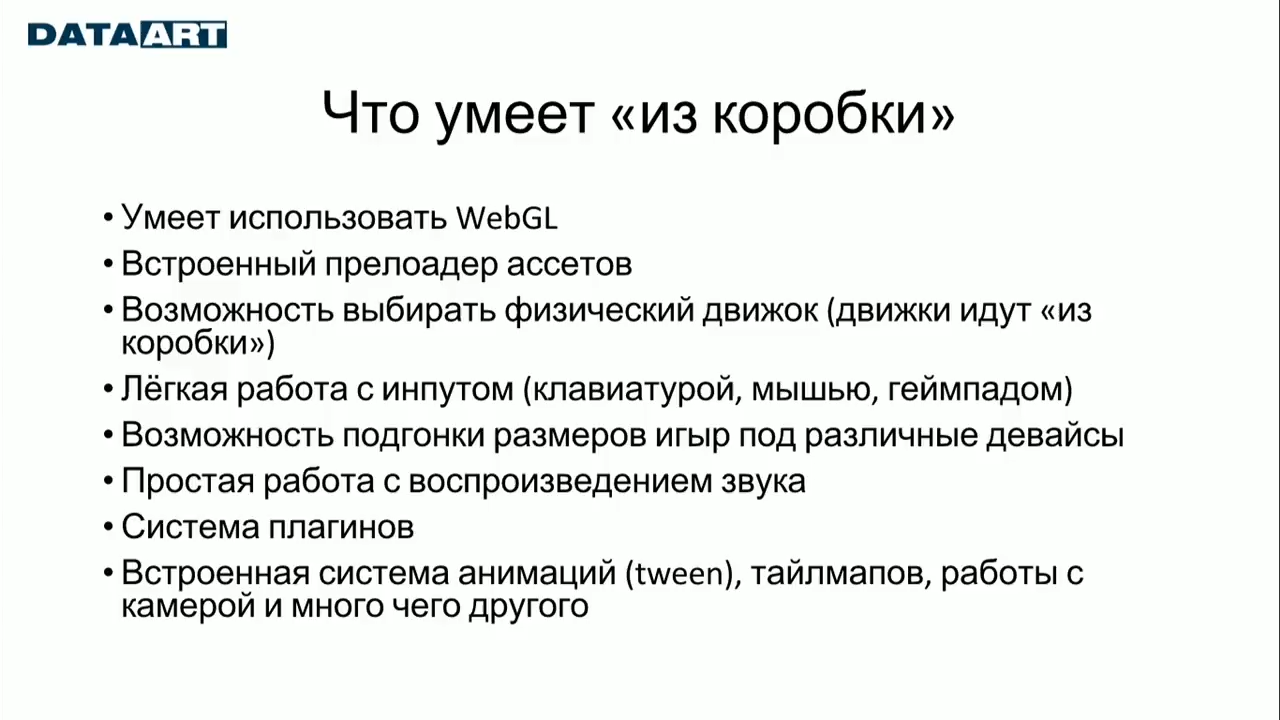 DATAART
Что умеет «из коробки»
• Умеет использовать WebGL
• Встроенный прелоадер ассетов
• Возможность выбирать физический движок (движки идут «из
коробки»)
• Лёгкая работа с инпутом (клавиатурой, мышью, геймпадом)
• Возможность подгонки размеров игыр под различные девайсы
• Простая работа с воспроизведением звука
• Система плагинов
• Встроенная система анимаций (tween), тайлмапов, работы с
камерой и много чего другого